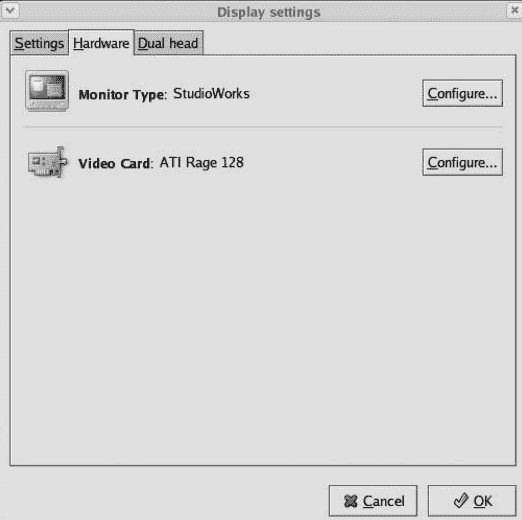 Display settings
Settings Hardware Dual head
Monitor Type: StudioWorks Configure...
Video Card: ATI Rage 128 Configure...
Cancel OK